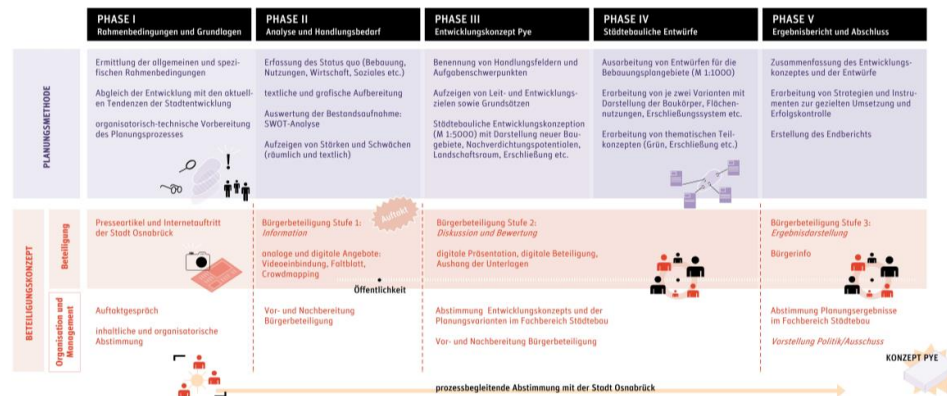 PHASE I
Rahmenbedingungen und Grundlagen
PHASE II
Analyse und Handlungsbedarf
PHASE III
Entwicklungskonzept Pye
PHASE IV
Städtebauliche Entwürfe
PHASE V
Ergebnisbericht und Abschluss
PLANUNGSMETHODE
Ermittlung der allgemeinen und spezi-
fischen Rahmenbedingungen
Abgleich der Entwicklung mit den aktuel-
len Tendenzen der Stadtentwicklung
organisatorisch-technische Vorbereitung
des Planungsprozesses
!
Erfassung des Status quo (Bebauung,
Nutzungen, Wirtschaft, Soziales etc.)
textliche und grafische Aufbereitung
Auswertung der Bestandsaufnahme:
SWOT-Analyse
Aufzeigen von Stärken und Schwächen
(räumlich und textlich)
Benennung von Handlungsfeldern und
Aufgabenschwerpunkten
Aufzeigen von Leit- und Entwicklungs-
zielen sowie Grundsätzen
Städtebauliche Entwicklungskonzeption
(M 1:5000) mit Darstellung neuer Bau-
gebiete, Nachverdichtungspotenzialen,
Landschaftsraum, Erschließung etc.
Ausarbeitung von Entwürfen für die
Bebauungsplangebiete (M 1:1000)
Erarbeitung von je zwei Varianten mit
Darstellung der Baukörper, Flächen-
nutzungen, Erschließungssystem etc.
Erarbeitung von thematischen Teil-
konzepten (Grün, Erschließung etc.)
Zusammenfassung des Entwicklungs-
konzeptes und der Entwürfe
Erarbeitung von Strategien und Instru-
menten zur gezielten Umsetzung und
Erfolgskontrolle
Erstellung des Endberichts
BETEILIGUNGSKONZEPT
Beteiligung
Presseartikel und Internetauftritt
der Stadt Osnabrück
Bürgerbeteiligung Stufe 1:
Information
Auftakt
analoge und digitale Angebote:
Videoeinbindung, Faltblatt,
Crowdmapping
Öffentlichkeit
Bürgerbeteiligung Stufe 2:
Diskussion und Bewertung
digitale Präsentation, digitale Beteiligung,
Aushang der Unterlagen
Bürgerbeteiligung Stufe 3:
Ergebnisdarstellung
Bürgerinfo
Organisation und
Management
Auftaktgespräch
inhaltliche und organisatorische
Abstimmung
Vor- und Nachbereitung
Bürgerbeteiligung
Abstimmung Entwicklungskonzepts und der
Planungsvarianten im Fachbereich Städtebau
Vor- und Nachbereitung Bürgerbeteiligung
Abstimmung Planungsergebnisse
im Fachbereich Städtebau
Vorstellung Politik/Ausschuss
KONZEPT PYE
prozessbegleitende Abstimmung mit der Stadt Osnabrück